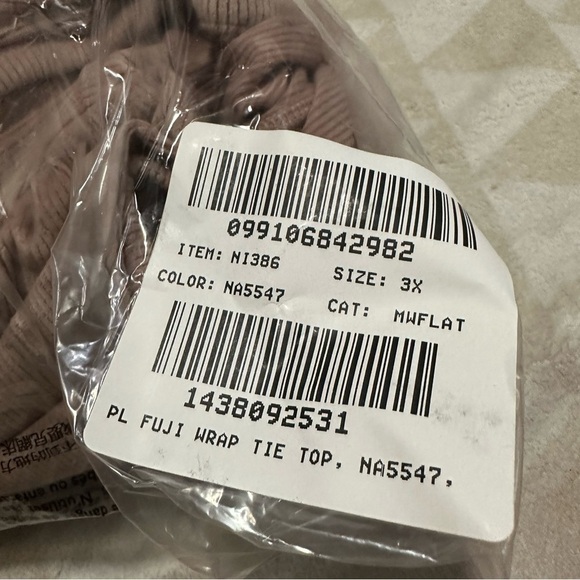 099106842982
ITEM: NI386 SIZE: 3X
COLOR: NA5547 CAT: MWFLAT
1438092531
PL FUJI WRAP TIE TOP, NA5547,